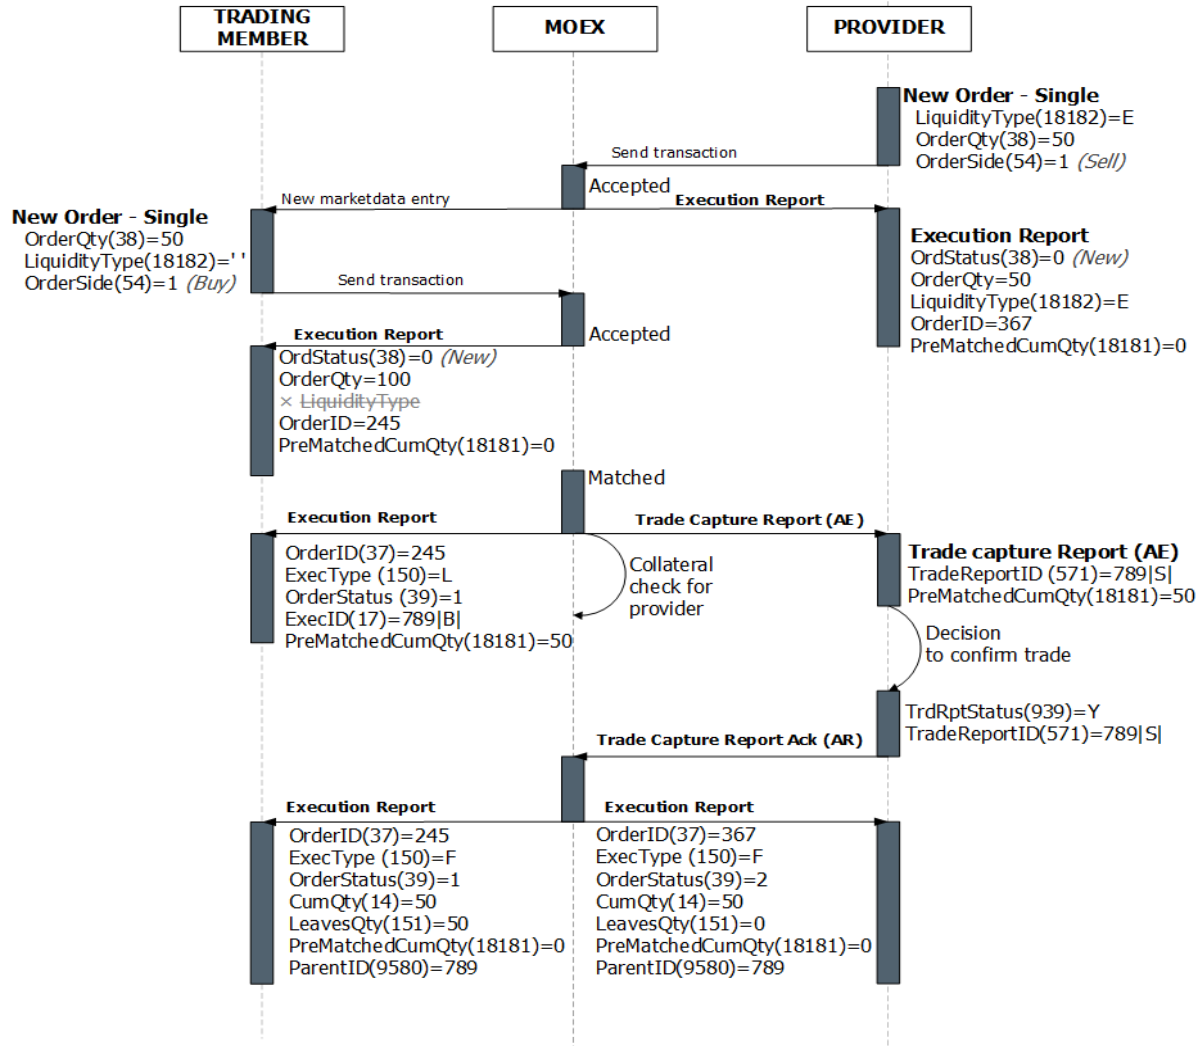 TRADING
MEMBER
MOEX
PROVIDER
New Order - Single
LiquidityType(18182)=E
OrderQty(38)=50
OrderSide(54)=1 (Sell)
Send transaction
Accepted
New marketdata entry
Execution Report
New Order - Single
OrderQty(38)=50
LiquidityType(18182)=' '
OrderSide(54)=1 (Buy)
Execution Report
OrdStatus(38)=0 (New)
OrderQty=50
LiquidityType(18182)=E
OrderID=367
PreMatchedCumQty(18181)=0
Send transaction
Accepted
Execution Report
OrdStatus(38)=0 (New)
OrderQty=100
× LiquidityType
OrderID=245
PreMatchedCumQty(18181)=0
Matched
Execution Report
Trade Capture Report (AE)
OrderID(37)=245
ExecType (150)=L
OrderStatus (39)=1
ExecID(17)=789|B|
PreMatchedCumQty(18181)=50
Collateral
check for
provider
Trade capture Report (AE)
TradeReportID (571)=789|S|
PreMatchedCumQty(18181)=50
Decision
to confirm trade
TrdRptStatus(939)=Y
TradeReportID(571)=789|S|
Trade Capture Report Ack (AR)
Execution Report
Execution Report
OrderID(37)=245
ExecType (150)=F
OrderStatus(39)=1
CumQty(14)=50
LeavesQty(151)=50
PreMatchedCumQty(18181)=0
ParentID(9580)=789
OrderID(37)=367
ExecType (150)=F
OrderStatus(39)=2
CumQty(14)=50
LeavesQty(151)=0
PreMatchedCumQty(18181)=0
ParentID(9580)=789